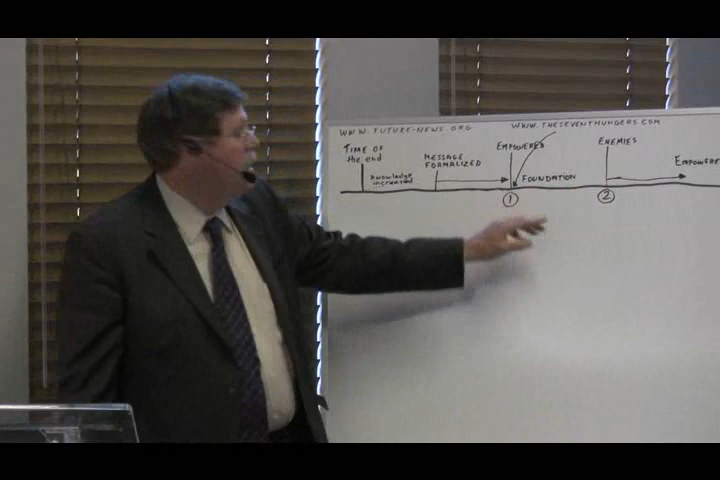 WWW.FUTURE-NEWS.ORG
WWW.THESEVENTHUNDERS.COM
TIME OF
the end
Knowledge
increased
MESSAGE
FORMALIZED
EMPOWERED
FOUNDATION
1
ENEMIES
2
EMPOWERE